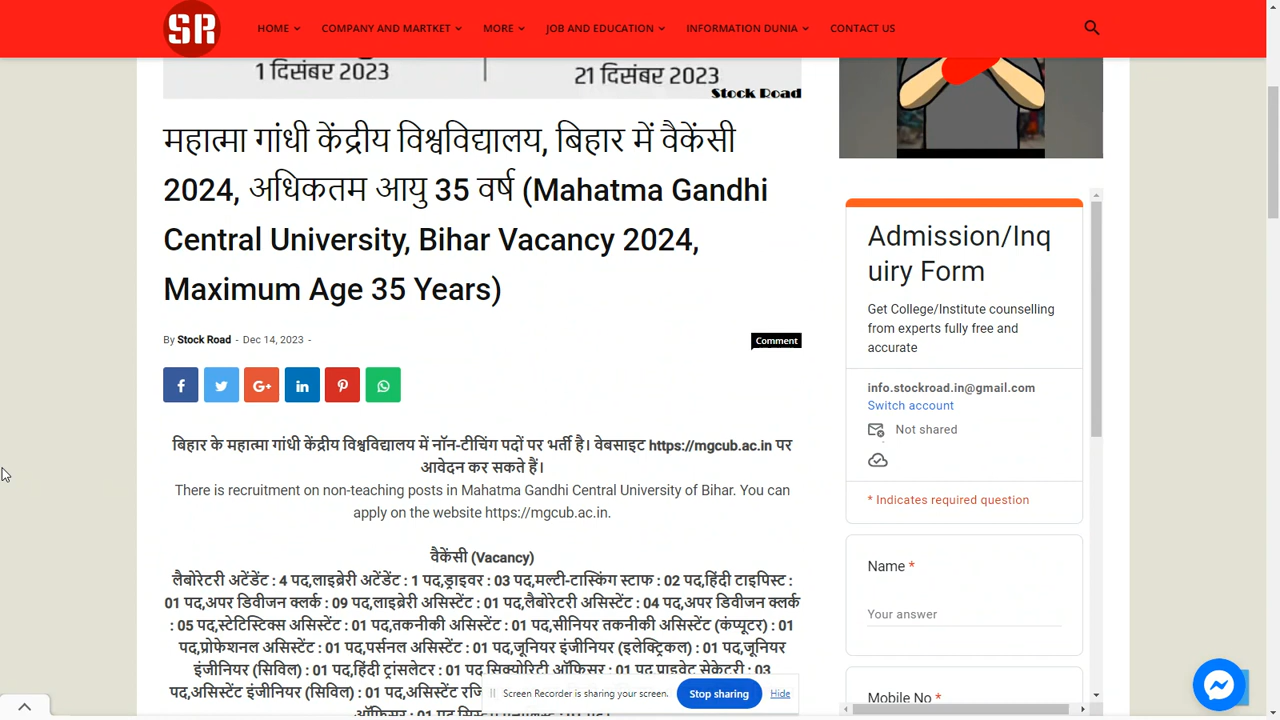 SR
HOME
COMPANY AND MARTKET
MORE
JOB AND EDUCATION
INFORMATION DUNIA
CONTACT US
1 दिसंबर 2023
21 दिसंबर 2023
Stock Road
महात्मा गांधी केंद्रीय विश्वविद्यालय, बिहार में वैकेंसी
2024, अधिकतम आयु 35 वर्ष (Mahatma Gandhi
Central University, Bihar Vacancy 2024,
Maximum Age 35 Years)
By Stock Road - Dec 14, 2023 -
Comment
बिहार के महात्मा गांधी केंद्रीय विश्वविद्यालय में नॉन-टीचिंग पदों पर भर्ती है। वेबसाइट https://mgcub.ac.in पर
आवेदन कर सकते हैं।
There is recruitment on non-teaching posts in Mahatma Gandhi Central University of Bihar. You can
apply on the website https://mgcub.ac.in.
वैकेंसी (Vacancy)
लैबोरेटरी अटेंडेंट : 4 पद,लाइब्रेरी अटेंडेंट : 1 पद,ड्राइवर : 03 पद,मल्टी-टास्किंग स्टाफ : 02 पद,हिंदी टाइपिस्ट :
01 पद,अपर डिवीजन क्लर्क : 09 पद,लाइब्रेरी असिस्टेंट : 01 पद,लैबोरेटरी असिस्टेंट : 04 पद,अपर डिवीजन क्लर्क
: 05 पद,स्टेटिस्टिक्स असिस्टेंट : 01 पद,तकनीकी असिस्टेंट : 01 पद,सीनियर तकनीकी असिस्टेंट (कंप्यूटर) : 01
पद,प्रोफेशनल असिस्टेंट : 01 पद,पर्सनल असिस्टेंट : 01 पद,जूनियर इंजीनियर (इलेक्ट्रिकल) : 01 पद,जूनियर
इंजीनियर (सिविल) : 01 पद,हिंदी ट्रांसलेटर : 01 पद,सिक्योरिटी ऑफिसर : 01 पद,प्राइवेट सेक्रेटरी : 03
पद,असिस्टेंट इंजीनियर (सिविल) : 01 पद,असिस्टेंट
Screen Recorder is sharing your screen.
Stop sharing
Hide
Admission/Inq
uiry Form
Get College/Institute counselling
from experts fully free and
accurate
info.stockroad.in@gmail.com
Switch account
Not shared
* Indicates required question
Name *
Your answer
Mobile No *